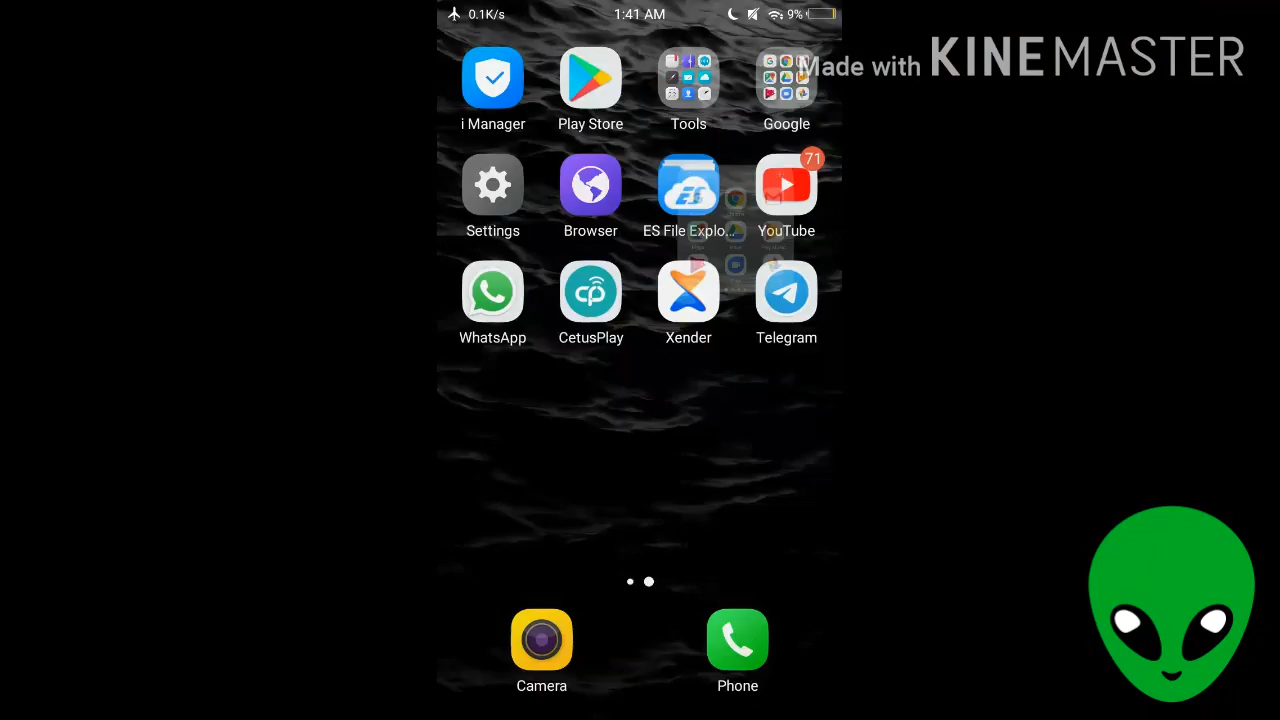 0.1K/s 1:41 AM 9%
Made with KINEMASTER
i Manager Play Store Tools Google
71
Settings Browser ES File Explo... YouTube
WhatsApp CetusPlay Xender Telegram
Camera Phone